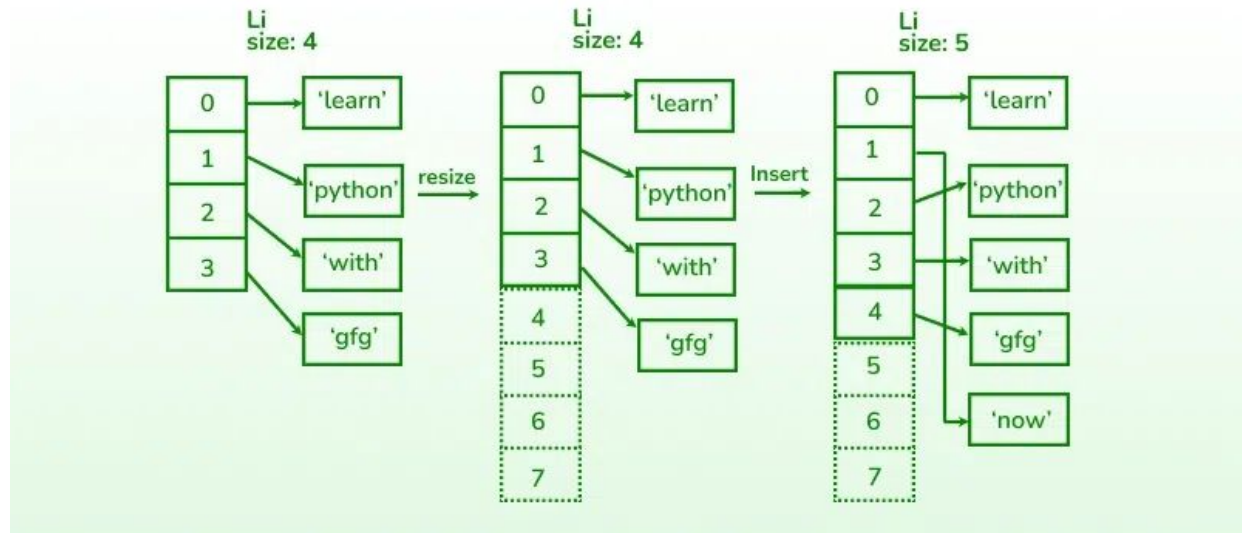 Li
size: 4
0
'learn'
1
'python'
2
'with'
3
'gfg'
resize
Li
size: 4
0
'learn'
1
'python'
2
'with'
3
'gfg'
4
5
6
7
Insert
Li
size: 5
0
'learn'
1
'python'
2
3
'with'
4
'gfg'
5
'now'
6
7